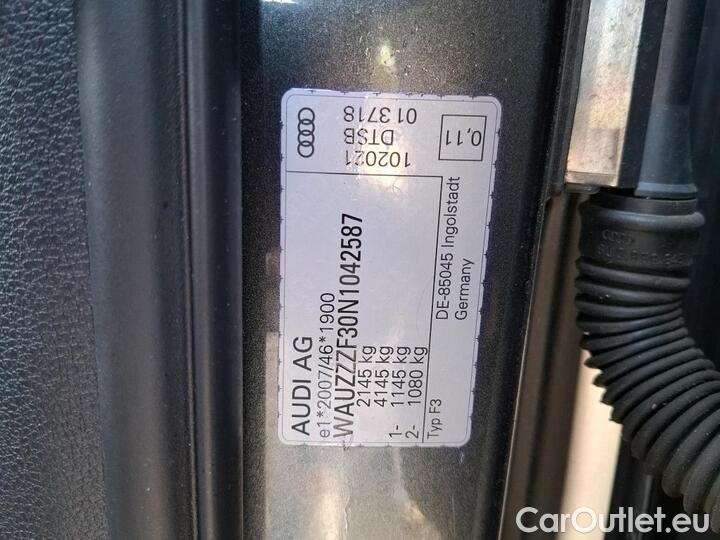 AUDI AG
e1*2007/46*1900
WAUZZZF30N1042587
2145 kg
4145 kg
1- 1145 kg
2- 1080 kg
Typ F3
DE-85045 Ingolstadt
Germany
102021
DTSB
013718
0,11
CarOutlet.eu